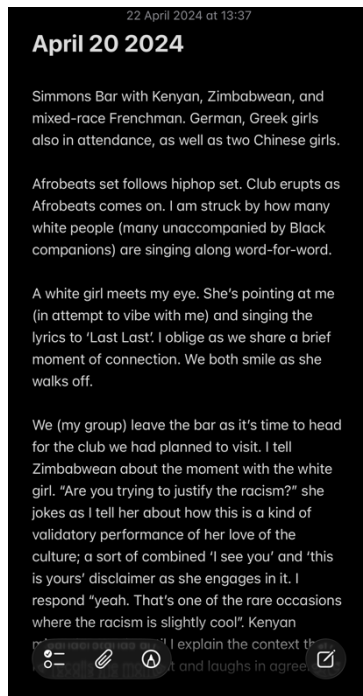 22 April 2024 at 13:37
April 20 2024
Simmons Bar with Kenyan, Zimbabwean, and
mixed-race Frenchman. German, Greek girls
also in attendance, as well as two Chinese girls.
Afrobeats set follows hiphop set. Club erupts as
Afrobeats comes on. I am struck by how many
white people (many unaccompanied by Black
companions) are singing along word-for-word.
A white girl meets my eye. She’s pointing at me
(in attempt to vibe with me) and singing the
lyrics to ‘Last Last’. I oblige as we share a brief
moment of connection. We both smile as she
walks off.
We (my group) leave the bar as it’s time to head
for the club we had planned to visit. I tell
Zimbabwean about the moment with the white
girl. “Are you trying to justify the racism?” she
jokes as I tell her about how this is a kind of
validatory performance of her love of the
culture; a sort of combined ‘I see you’ and ‘this
is yours’ disclaimer as she engages in it. I
respond “yeah. That’s one of the rare occasions
where the racism is slightly cool”. Kenyan
I explain the context
and laughs in